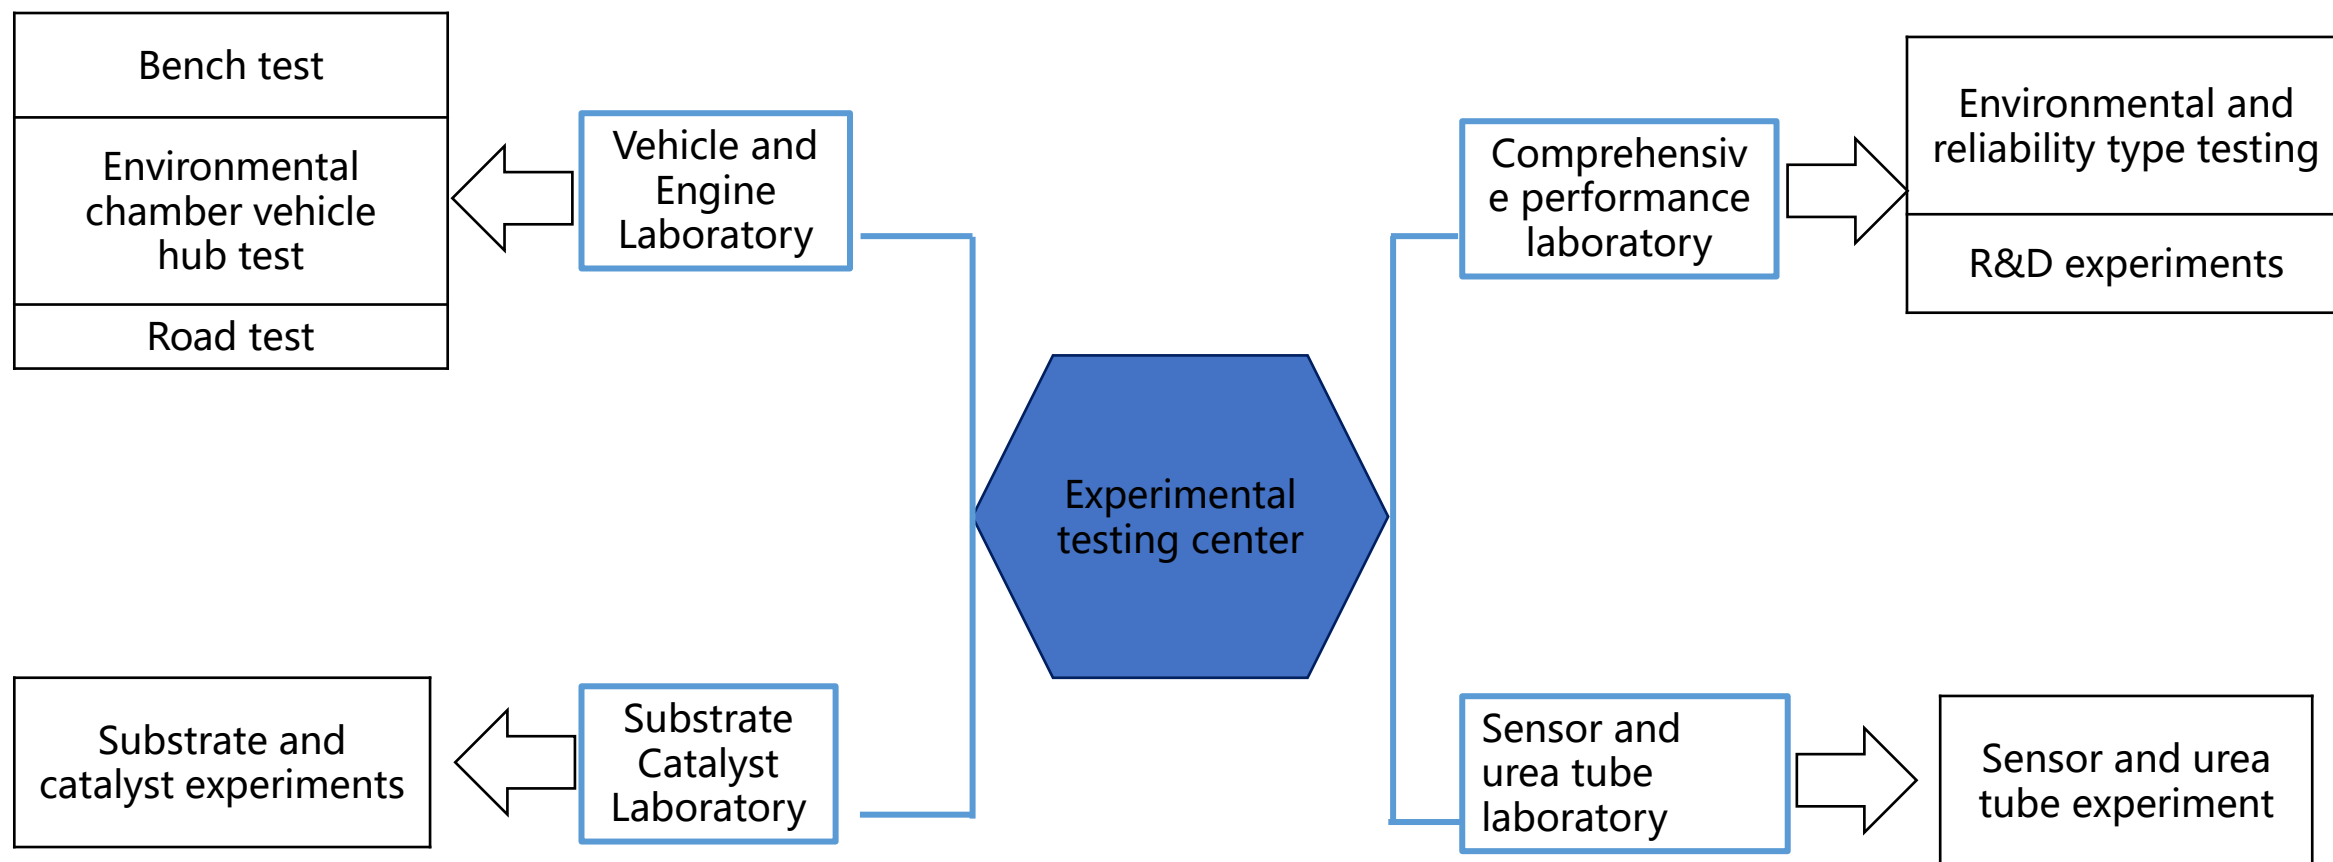 Bench test
Environmental
chamber vehicle
hub test
Road test
Vehicle and
Engine
Laboratory
Comprehensiv
e performance
laboratory
Environmental and
reliability type testing
R&D experiments
Experimental
testing center
Substrate and
catalyst experiments
Substrate
Catalyst
Laboratory
Sensor and
urea tube
laboratory
Sensor and urea
tube experiment